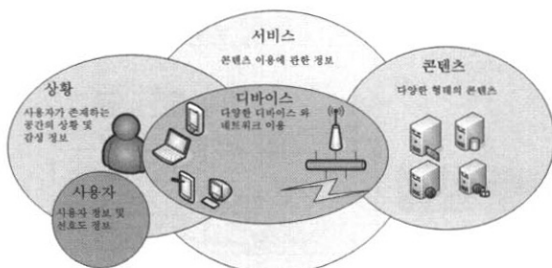 서비스
콘텐츠 이용에 관한 정보
상황
사용자가 존재하는
공간의 상황 및
감성 정보
디바이스
다양한 디바이스 와
네트워크 이용
콘텐츠
다양한 형태의 콘텐츠
사용자
사용자 정보 및
선호도 정보